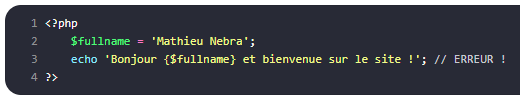 1 <?php
2 $fullname = 'Mathieu Nebra';
3 echo 'Bonjour {$fullname} et bienvenue sur le site !'; // ERREUR !
4 ?>